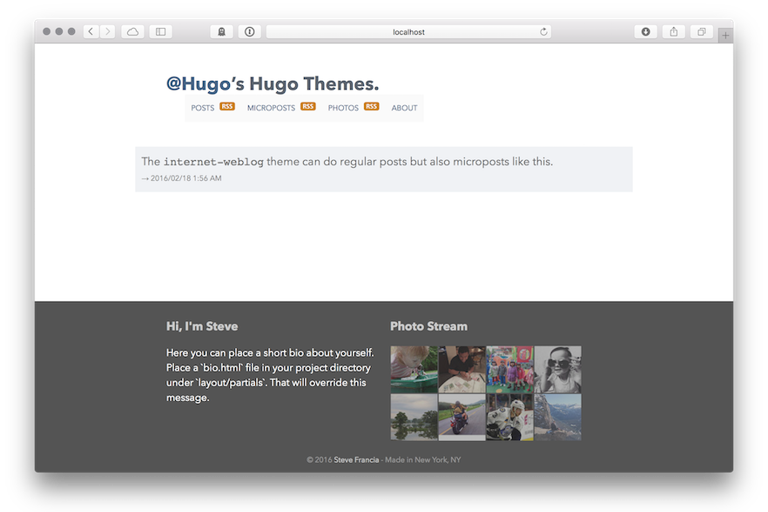 localhost
@Hugo’s Hugo Themes.
POSTS RSS MICROPOSTS RSS PHOTOS RSS ABOUT
The internet-weblog theme can do regular posts but also microposts like this.
→ 2016/02/18 1:56 AM
Hi, I'm Steve
Here you can place a short bio about yourself.
Place a `bio.html` file in your project directory
under `layout/partials`. That will override this
message.
Photo Stream
© 2016 Steve Francia - Made in New York, NY